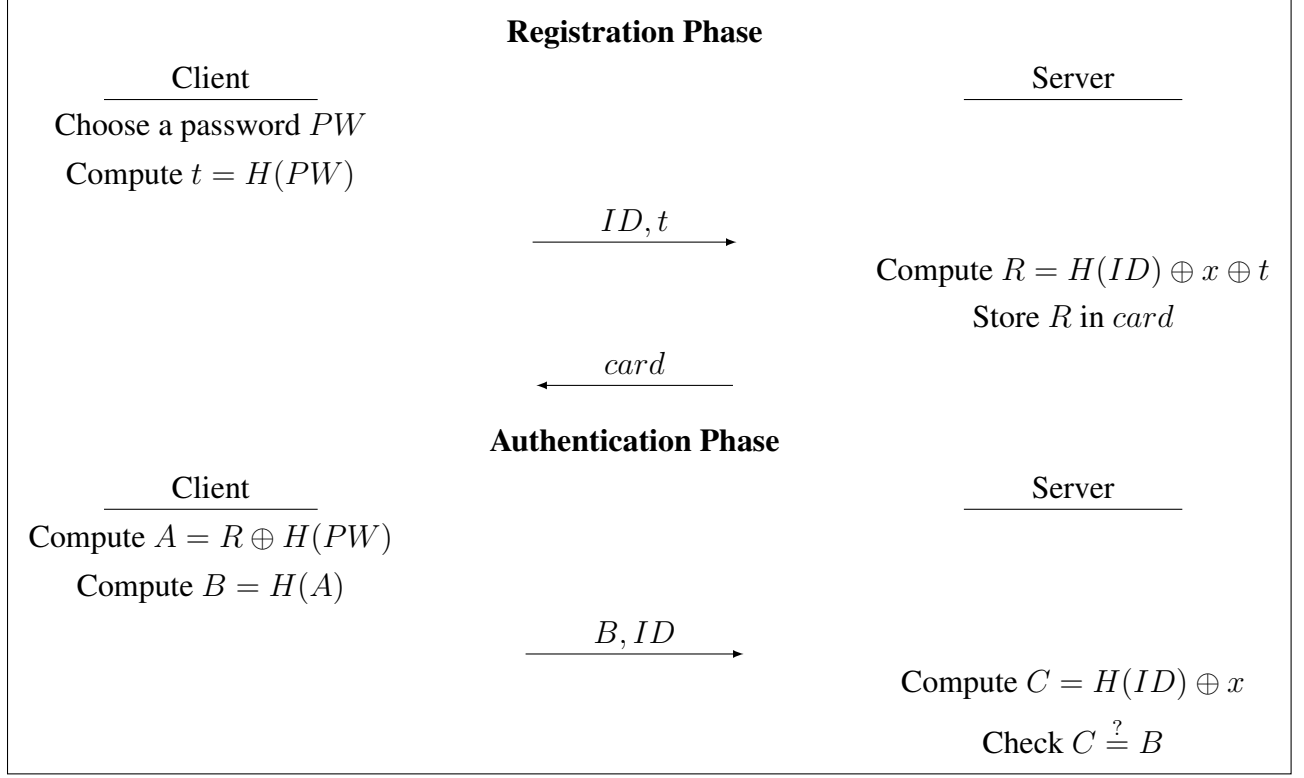 Registration Phase
Client Server
Choose a password PW
Compute t = H(PW)
ID, t
Compute R = H(ID) ⊕ x ⊕ t
Store R in card
card
Authentication Phase
Client Server
Compute A = R ⊕ H(PW)
Compute B = H(A)
B, ID
Compute C = H(ID) ⊕ x
Check C ≟ B